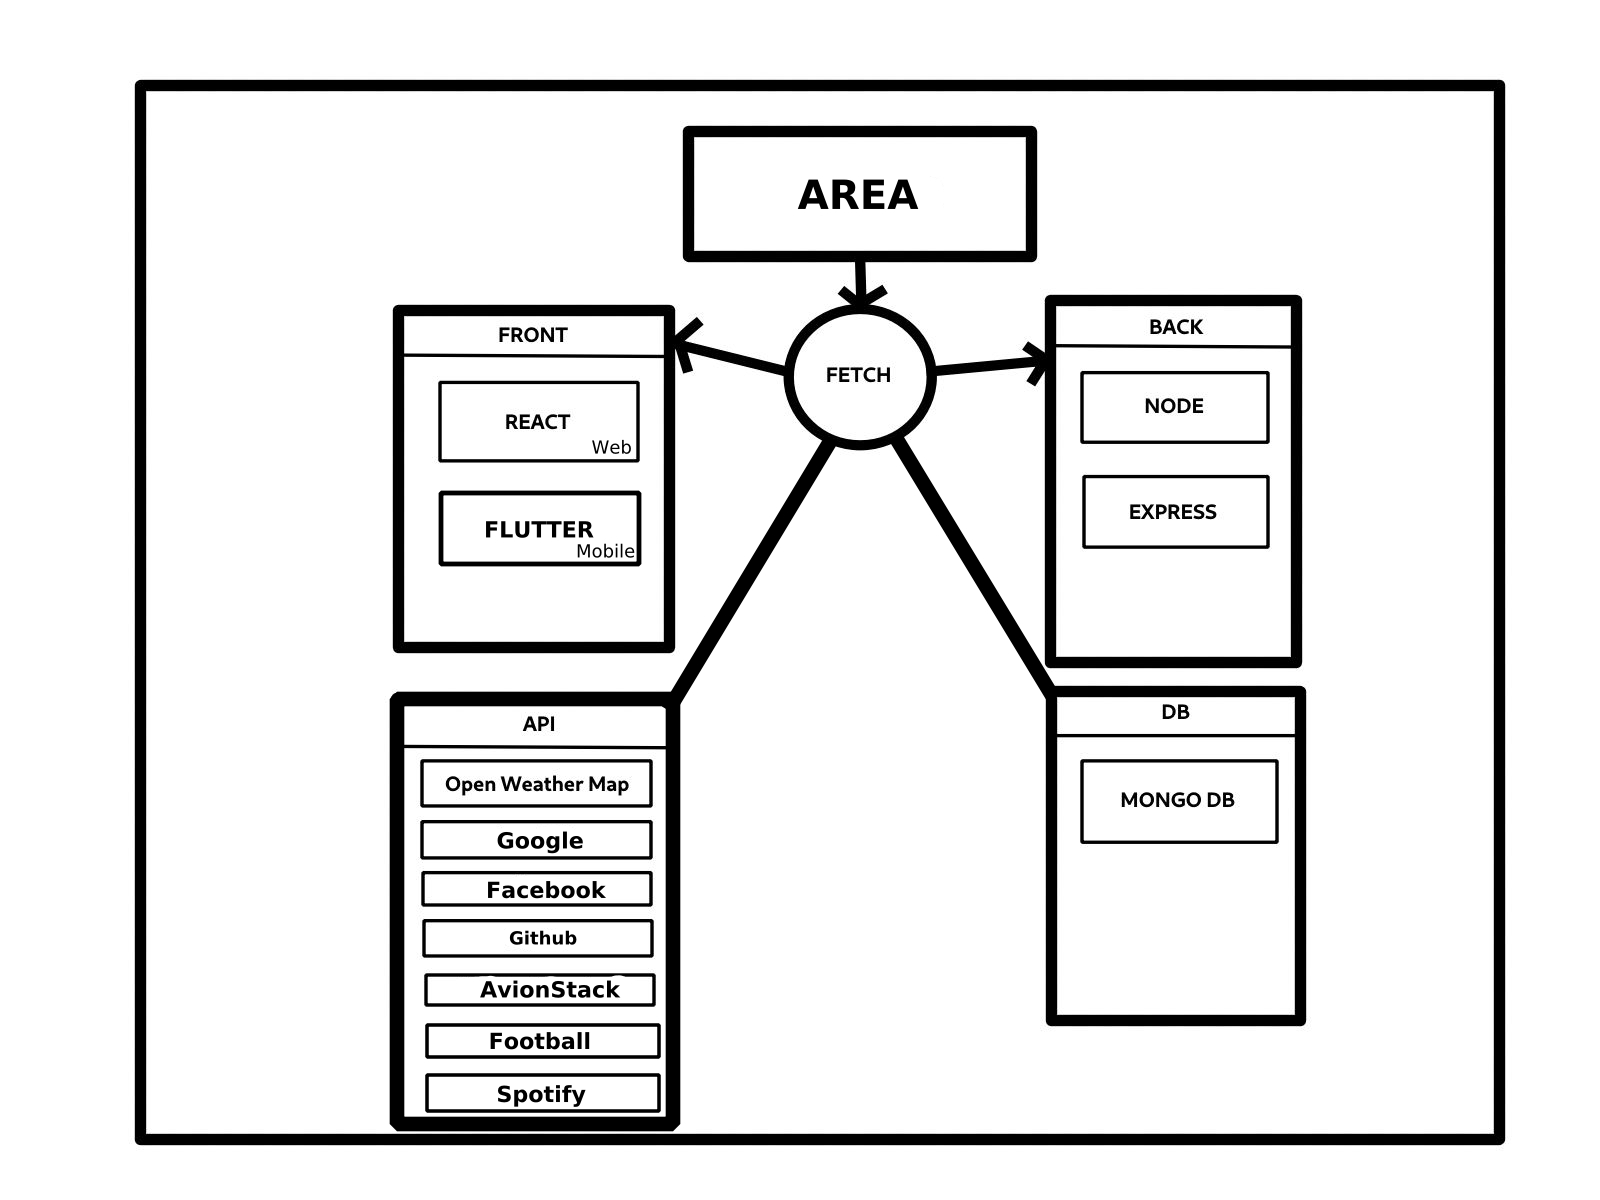 AREA
FETCH
FRONT
REACT
Web
FLUTTER
Mobile
BACK
NODE
EXPRESS
API
Open Weather Map
Google
Facebook
Github
AvionStack
Football
Spotify
DB
MONGO DB